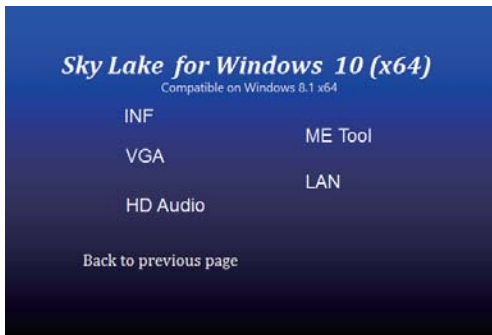 Sky Lake for Windows 10 (x64)
Compatible on Windows 8.1 x64
INF
ME Tool
VGA
LAN
HD Audio
Back to previous page